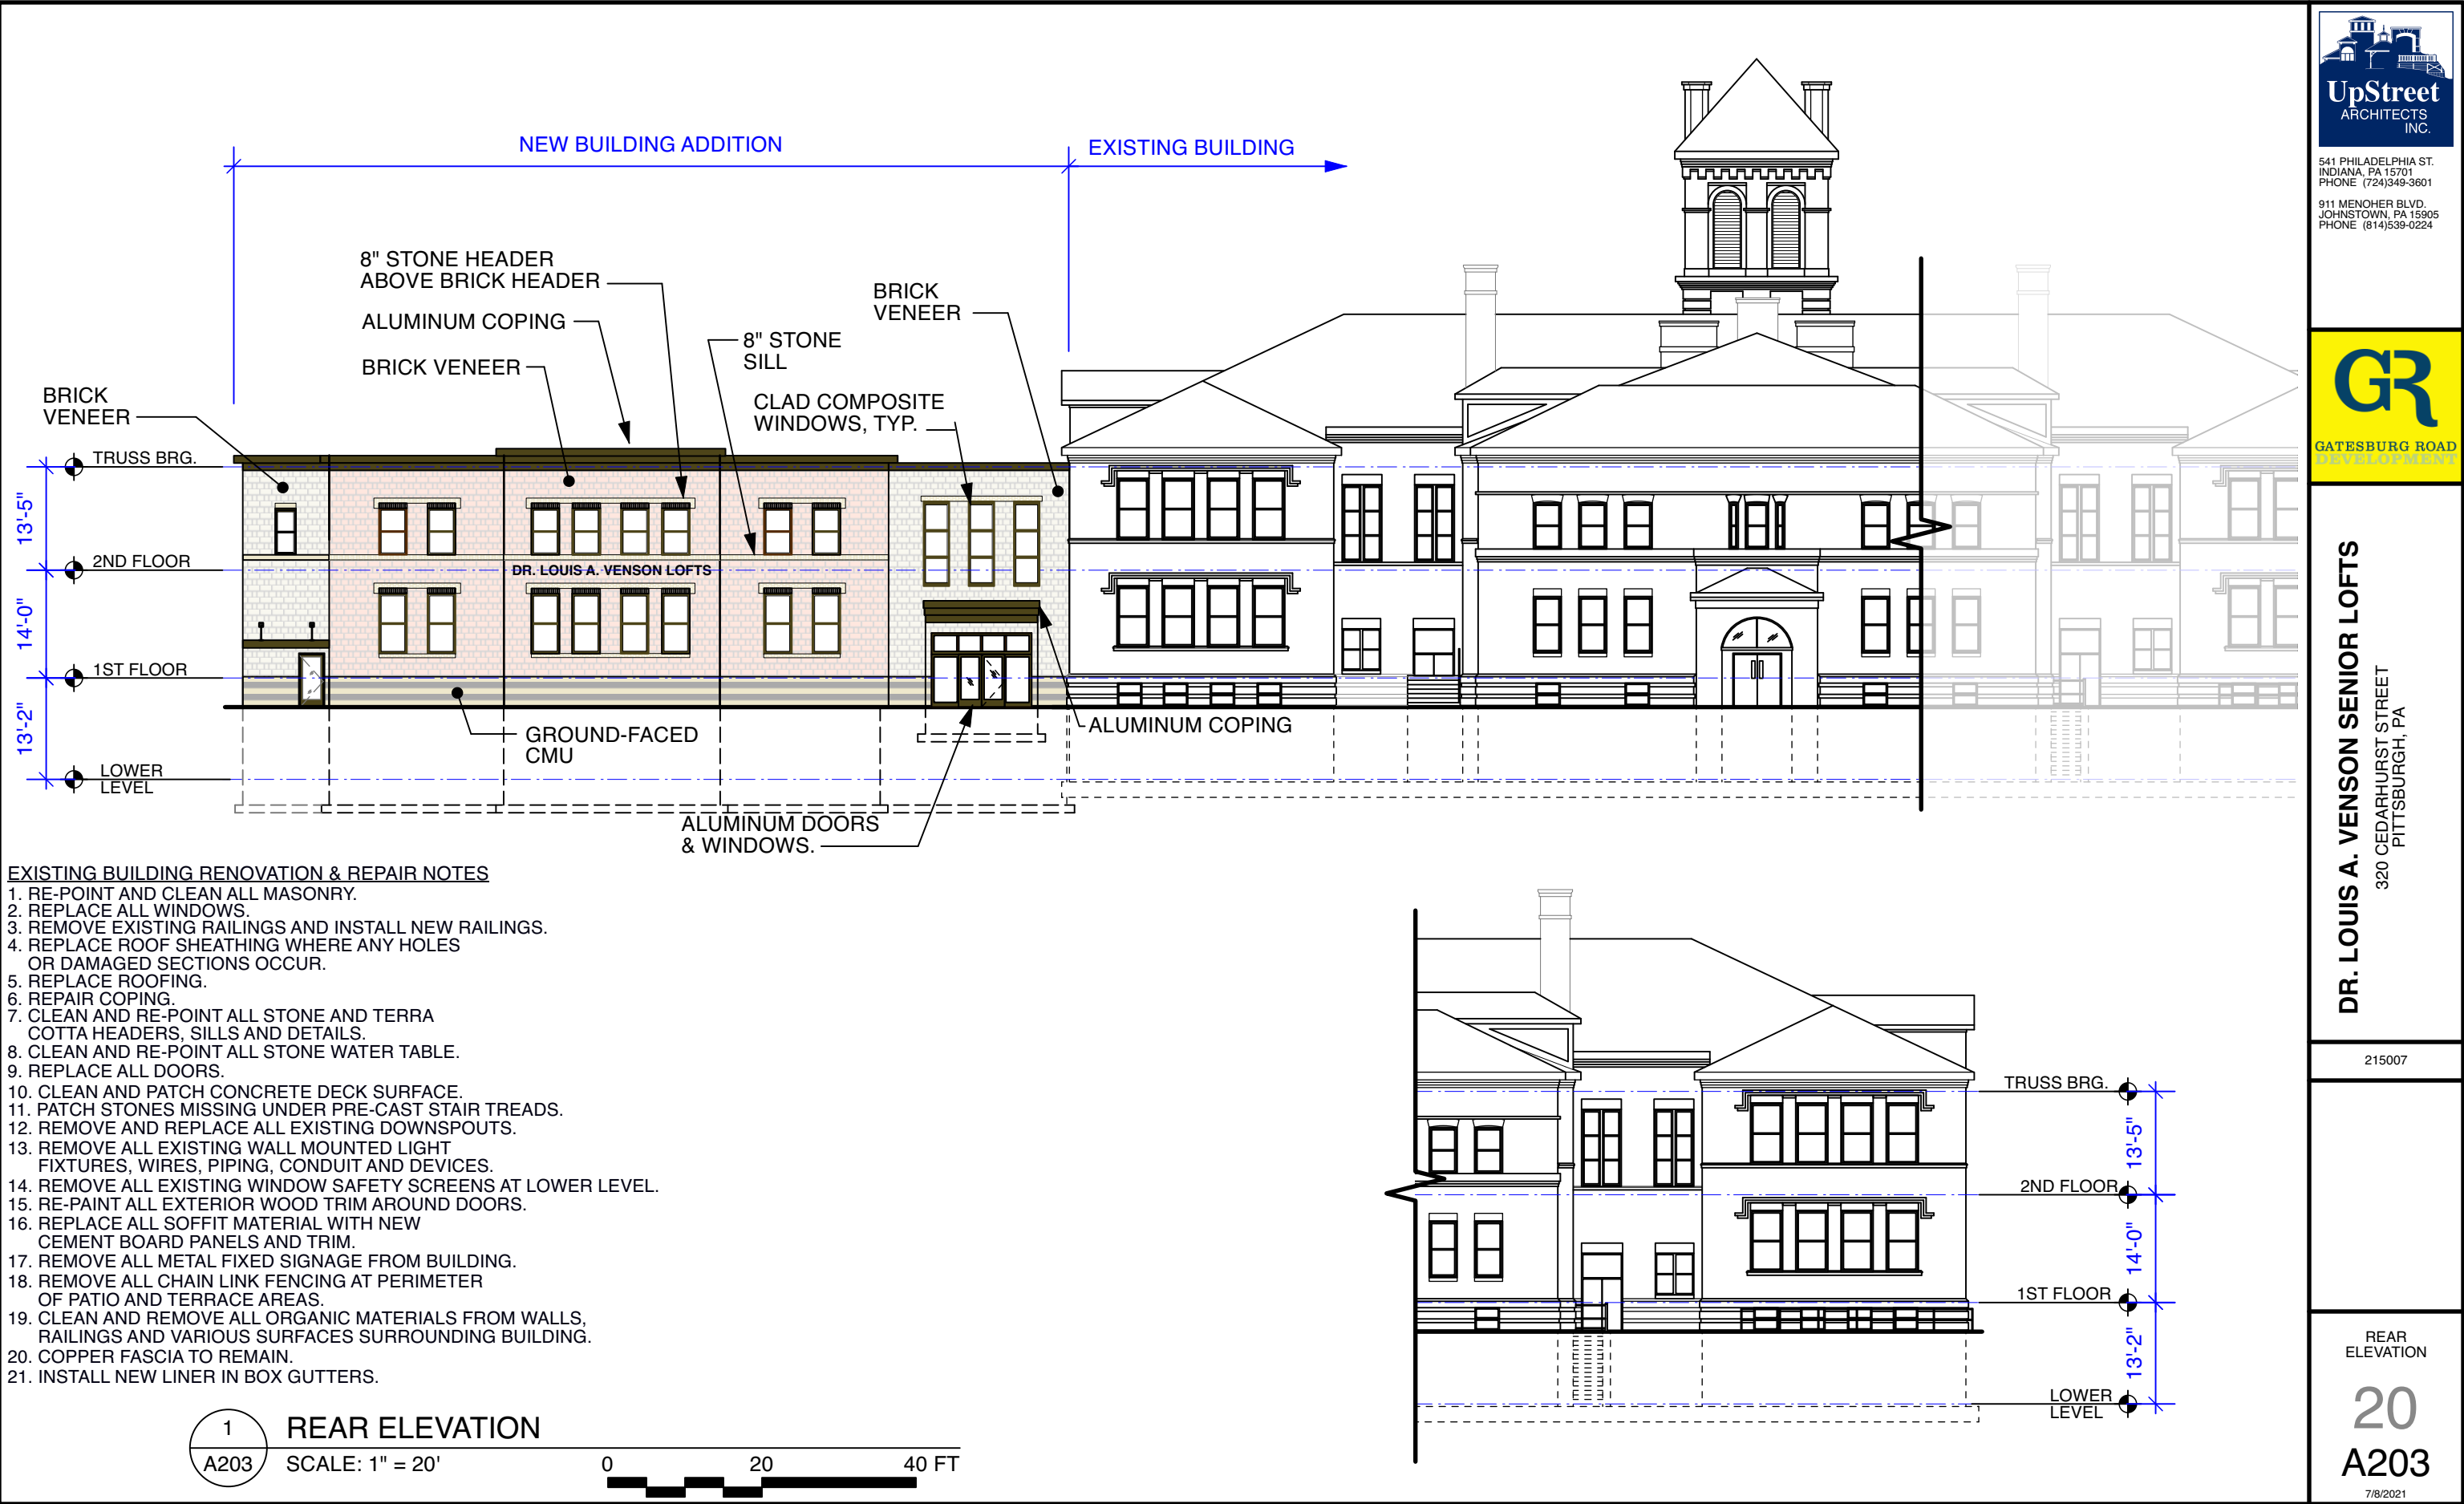 NEW BUILDING ADDITION
EXISTING BUILDING
8" STONE HEADER
ABOVE BRICK HEADER
ALUMINUM COPING
BRICK VENEER
BRICK
VENEER
8" STONE
SILL
CLAD COMPOSITE
WINDOWS, TYP.
BRICK
VENEER
TRUSS BRG.
13'-5"
2ND FLOOR
14'-0"
1ST FLOOR
13'-2"
LOWER
LEVEL
DR. LOUIS A. VENSON LOFTS
GROUND-FACED
CMU
ALUMINUM COPING
ALUMINUM DOORS
& WINDOWS.
EXISTING BUILDING RENOVATION & REPAIR NOTES
1. RE-POINT AND CLEAN ALL MASONRY.
2. REPLACE ALL WINDOWS.
3. REMOVE EXISTING RAILINGS AND INSTALL NEW RAILINGS.
4. REPLACE ROOF SHEATHING WHERE ANY HOLES
OR DAMAGED SECTIONS OCCUR.
5. REPLACE ROOFING.
6. REPAIR COPING.
7. CLEAN AND RE-POINT ALL STONE AND TERRA
COTTA HEADERS, SILLS AND DETAILS.
8. CLEAN AND RE-POINT ALL STONE WATER TABLE.
9. REPLACE ALL DOORS.
10. CLEAN AND PATCH CONCRETE DECK SURFACE.
11. PATCH STONES MISSING UNDER PRE-CAST STAIR TREADS.
12. REMOVE AND REPLACE ALL EXISTING DOWNSPOUTS.
13. REMOVE ALL EXISTING WALL MOUNTED LIGHT
FIXTURES, WIRES, PIPING, CONDUIT AND DEVICES.
14. REMOVE ALL EXISTING WINDOW SAFETY SCREENS AT LOWER LEVEL.
15. RE-PAINT ALL EXTERIOR WOOD TRIM AROUND DOORS.
16. REPLACE ALL SOFFIT MATERIAL WITH NEW
CEMENT BOARD PANELS AND TRIM.
17. REMOVE ALL METAL FIXED SIGNAGE FROM BUILDING.
18. REMOVE ALL CHAIN LINK FENCING AT PERIMETER
OF PATIO AND TERRACE AREAS.
19. CLEAN AND REMOVE ALL ORGANIC MATERIALS FROM WALLS,
RAILINGS AND VARIOUS SURFACES SURROUNDING BUILDING.
20. COPPER FASCIA TO REMAIN.
21. INSTALL NEW LINER IN BOX GUTTERS.
1
A203
REAR ELEVATION
SCALE: 1" = 20'
0 20 40 FT
TRUSS BRG.
13'-5"
2ND FLOOR
14'-0"
1ST FLOOR
13'-2"
LOWER
LEVEL
UpStreet
ARCHITECTS
INC.
541 PHILADELPHIA ST.
INDIANA, PA 15701
PHONE (724)349-3601
911 MENOHER BLVD.
JOHNSTOWN, PA 15905
PHONE (814)539-0224
GR
GATESBURG ROAD
DEVELOPMENT
DR. LOUIS A. VENSON SENIOR LOFTS
320 CEDARHURST STREET
PITTSBURGH, PA
215007
REAR
ELEVATION
20
A203
7/8/2021